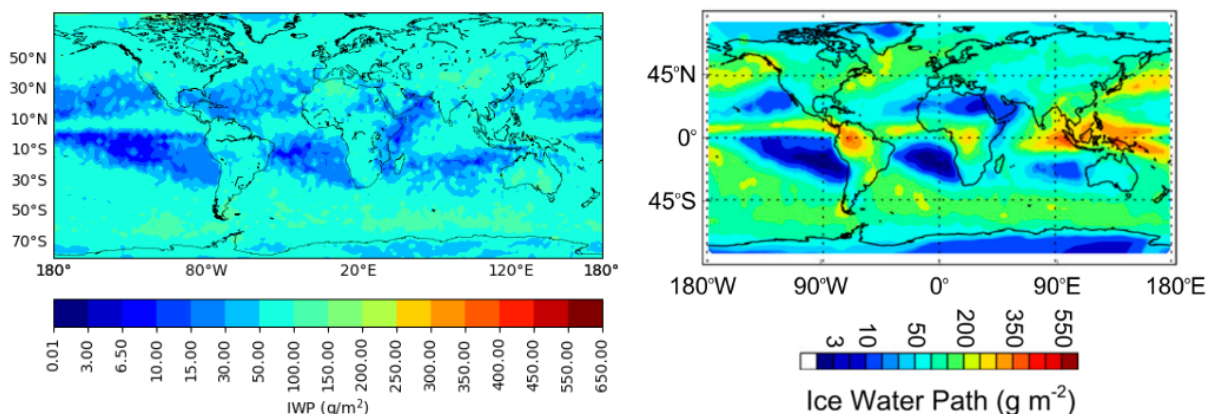 50°N
30°N
10°N
10°S
30°S
50°S
70°S
180° 80°W 20°E 120°E 180°
0.01 3.00 6.50 10.00 15.00 30.00 50.00 100.00 150.00 200.00 250.00 300.00 350.00 400.00 450.00 550.00 600.00 650.00
IWP (g/m²)
45°N
0°
45°S
180°W 90°W 0° 90°E 180°E
3 10 50 200 350 550
Ice Water Path (g m⁻²)